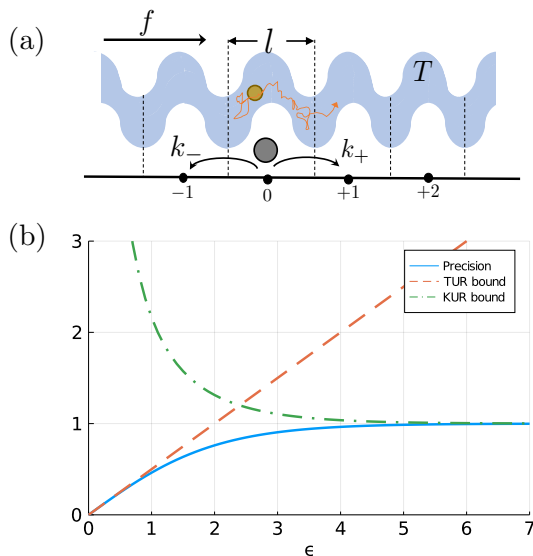 (a)
f
l
T
k₋
k₊
-1
0
+1
+2
(b)
3
2
1
0
0 1 2 3 4 5 6 7
ϵ
Precision
TUR bound
KUR bound